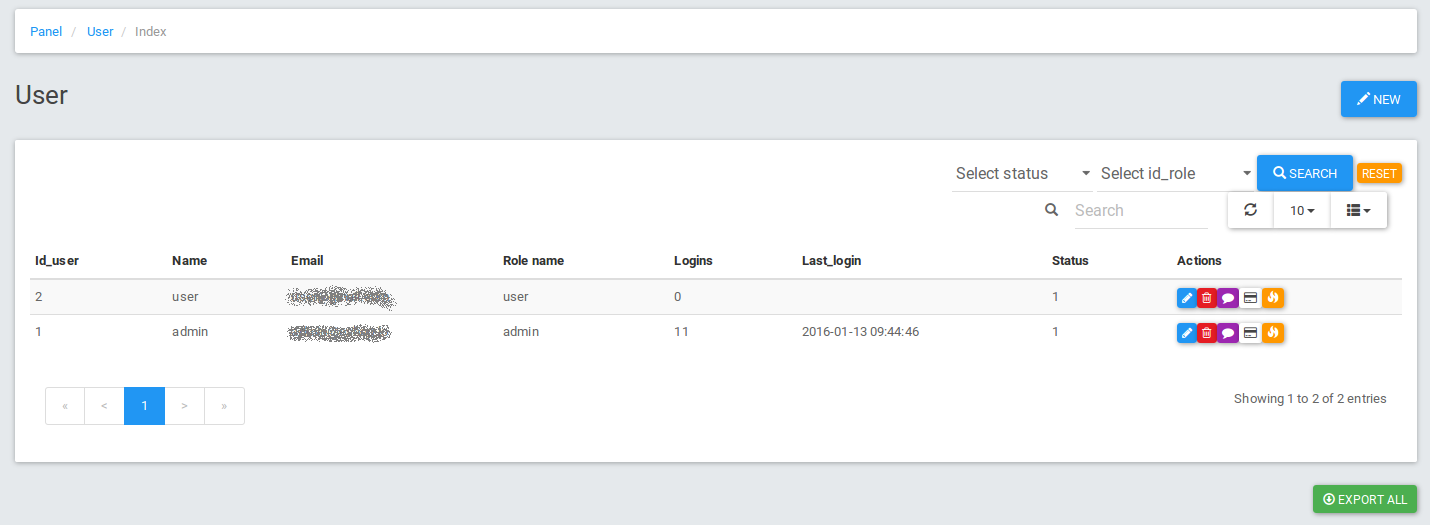 Panel / User / Index
User
NEW
Select status Select id_role SEARCH RESET
Search 10
Id_user Name Email Role name Logins Last_login Status Actions
2 user user 0 1
1 admin admin 11 2016-01-13 09:44:46 1
« < 1 > »
Showing 1 to 2 of 2 entries
EXPORT ALL